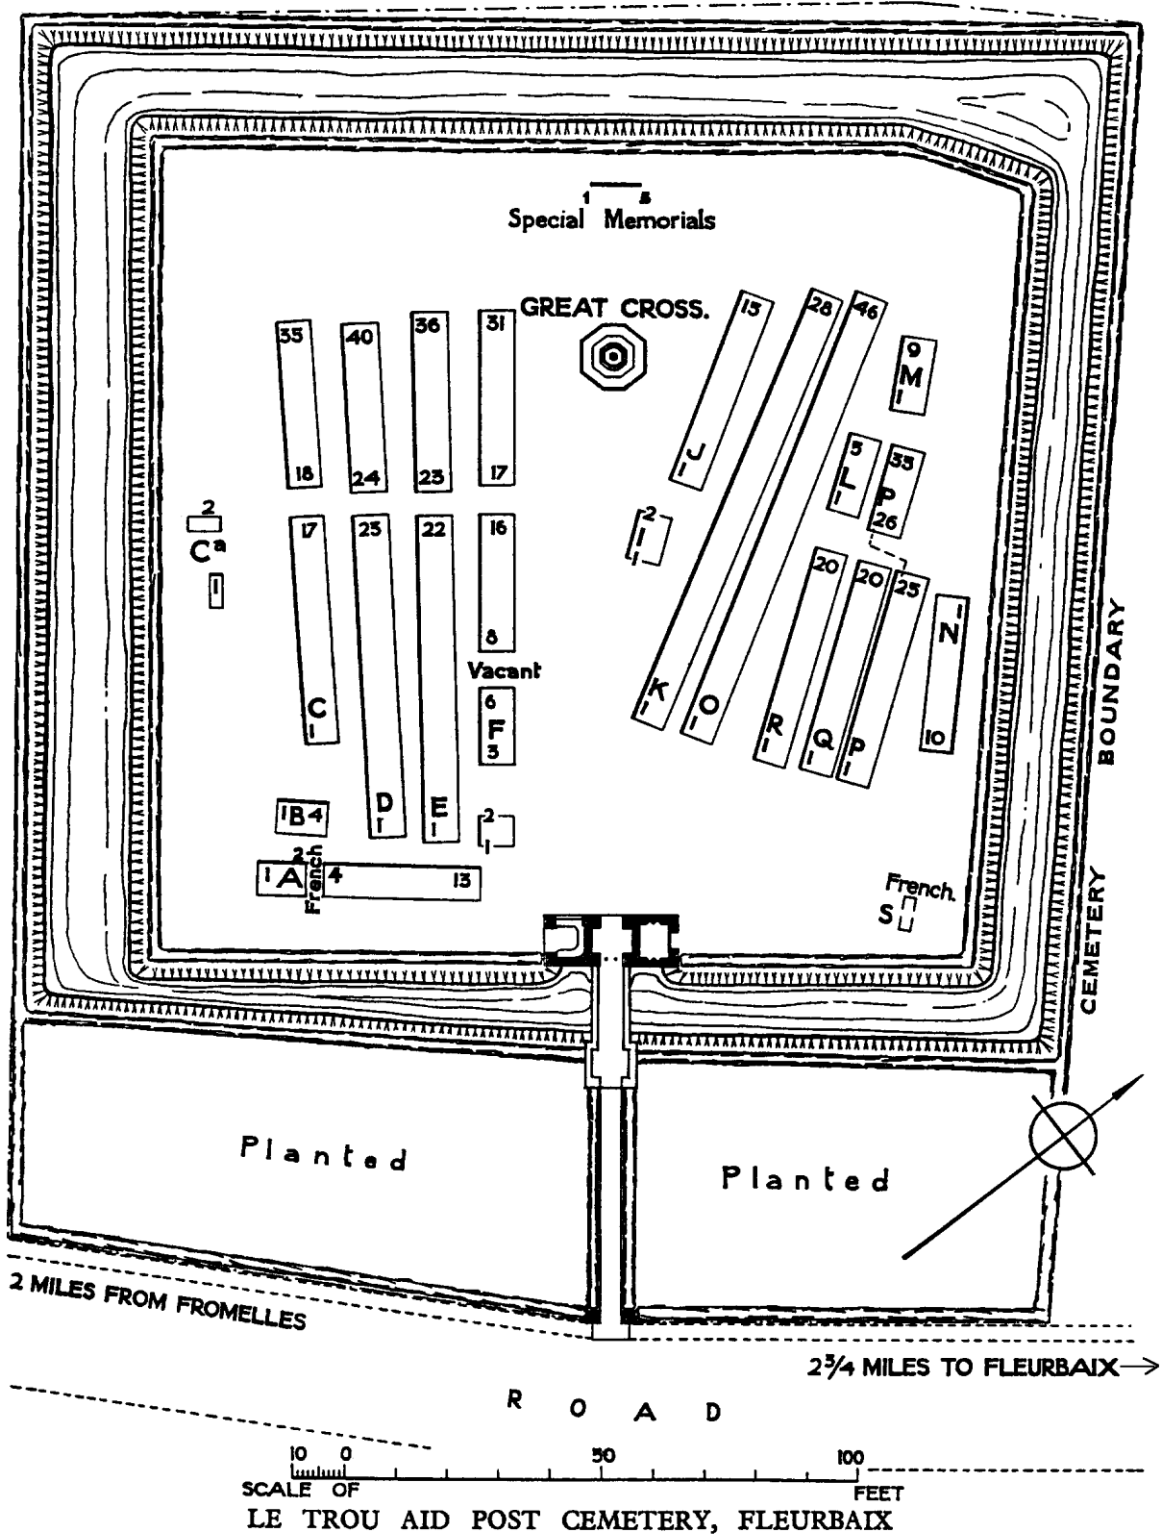 1 5
Special Memorials
GREAT CROSS.
35 40 36 31
18 24 23 17
15 28 46
9
M
1
J
1
5
L
1
33
P
26
2
Cª
1
17 23 22 16
8
Vacant
6
F
3
C
1
D
1
E
1
2
1
2
I
1
K
1
O
1
20
R
1
20
Q
1
25
P
1
1
N
10
1 B 4
1 A 2
French
4 13
French.
S
CEMETERY BOUNDARY
Planted
Planted
2 MILES FROM FROMELLES
2¾ MILES TO FLEURBAIX
ROAD
10 0 50 100
SCALE OF FEET
LE TROU AID POST CEMETERY, FLEURBAIX